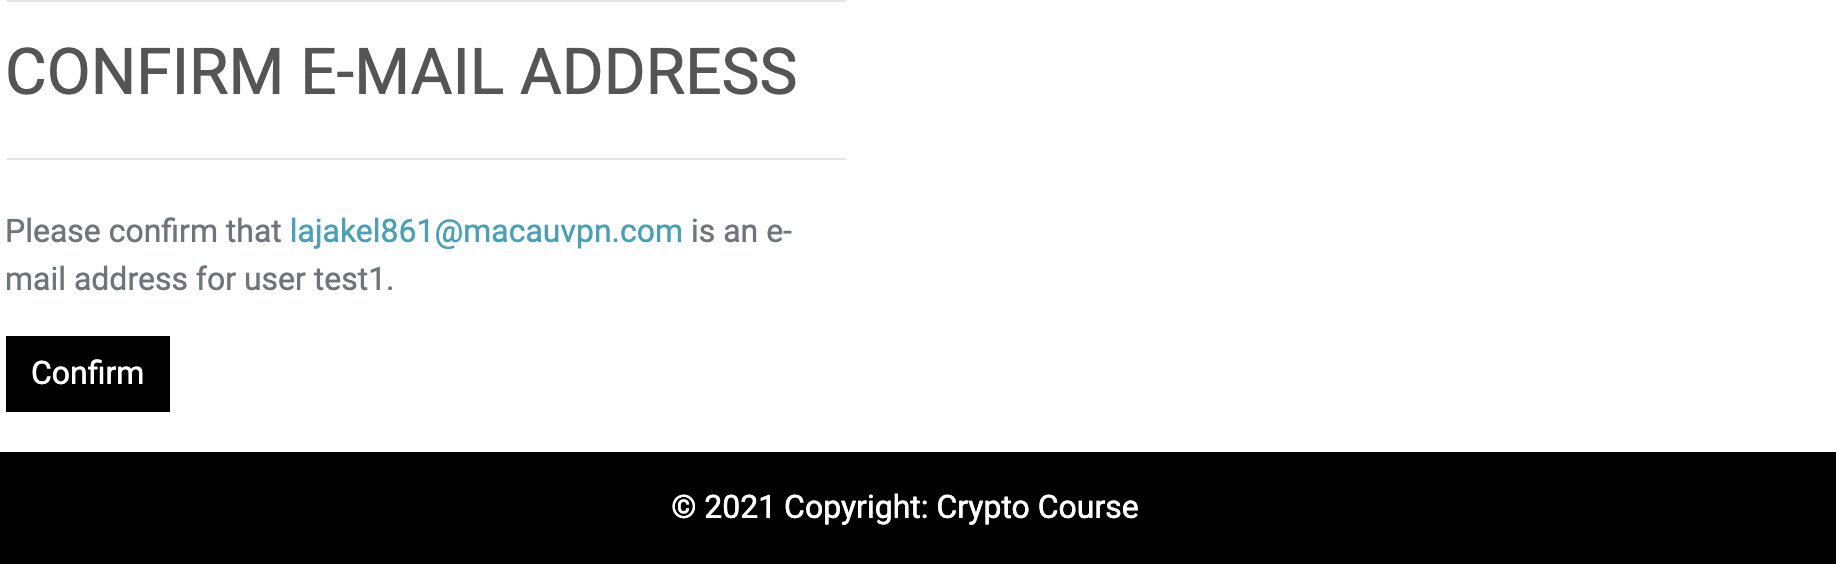 CONFIRM E-MAIL ADDRESS
Please confirm that lajakel861@macauvpn.com is an e-
mail address for user test1.
Confirm
© 2021 Copyright: Crypto Course